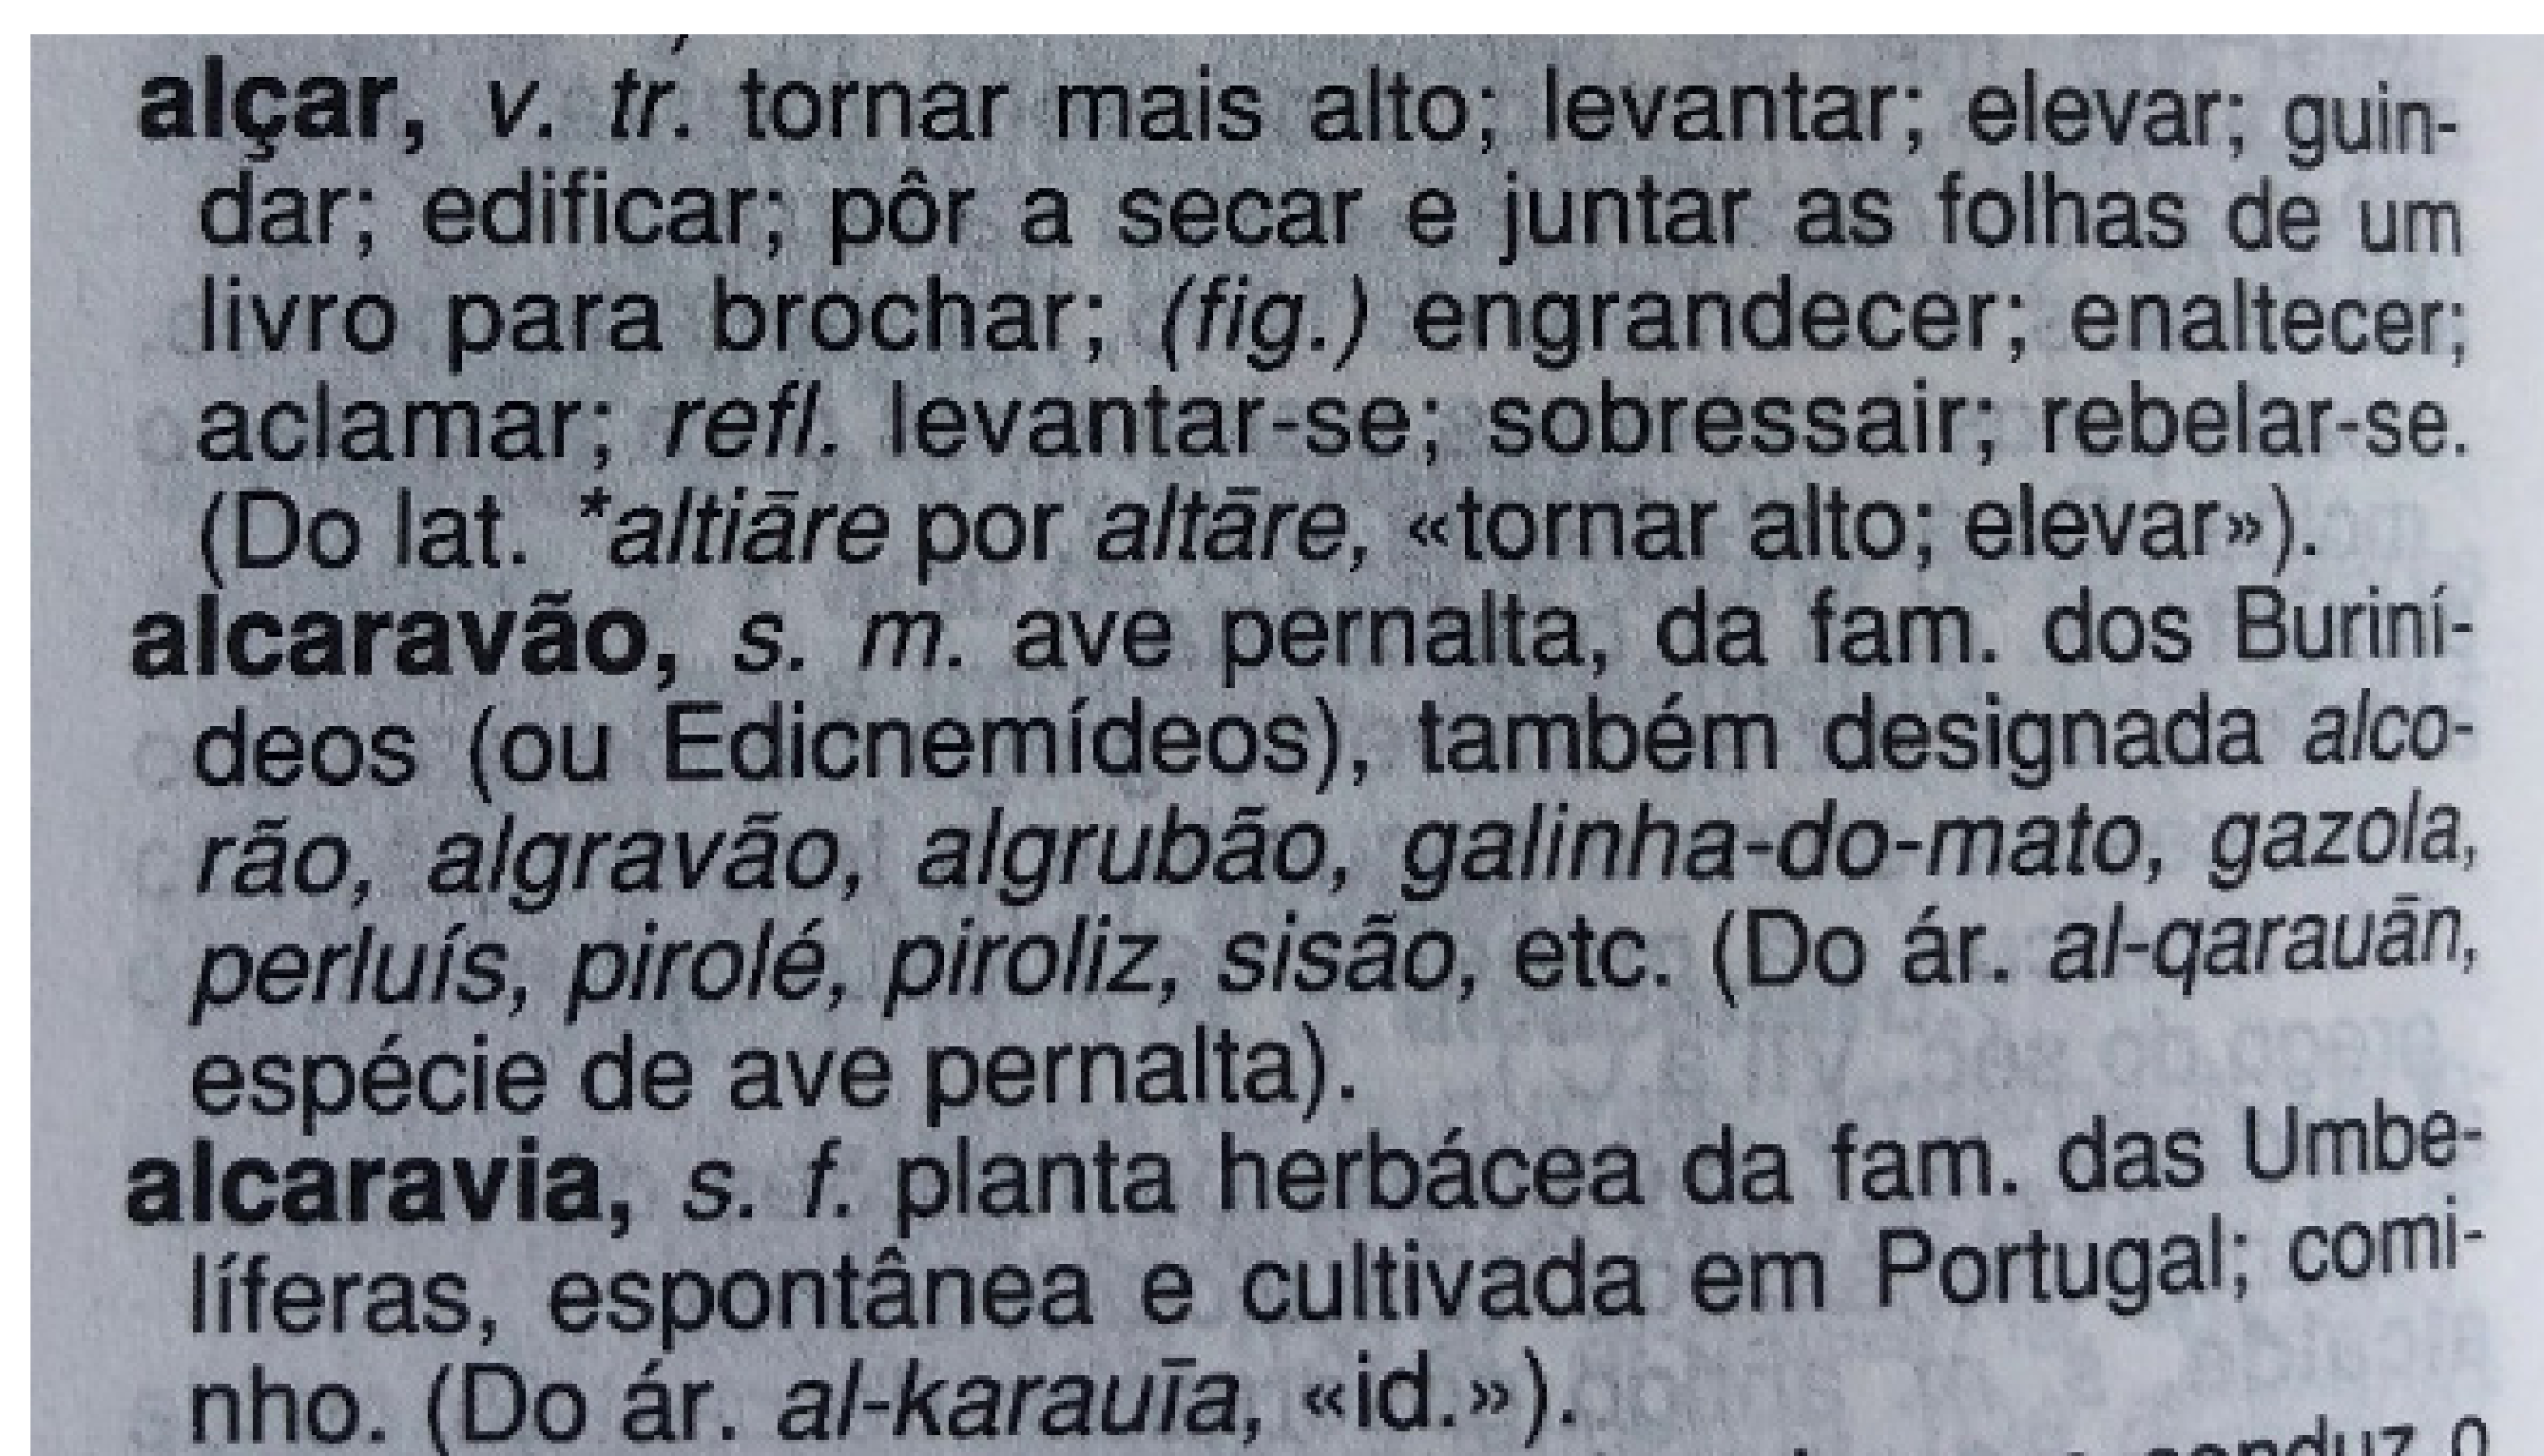 alçar, v. tr. tornar mais alto; levantar; elevar; guin-
dar; edificar; pôr a secar e juntar as folhas de um
livro para brochar; (fig.) engrandecer; enaltecer;
aclamar; refl. levantar-se; sobressair; rebelar-se.
(Do lat. *altiāre por altāre, «tornar alto; elevar»).
alcaravão, s. m. ave pernalta, da fam. dos Buriní-
deos (ou Edicnemídeos), também designada alco-
rão, algravão, algrubão, galinha-do-mato, gazola,
perluís, pirolé, piroliz, sisão, etc. (Do ár. al-qarauān,
espécie de ave pernalta).
alcaravia, s. f. planta herbácea da fam. das Umbe-
líferas, espontânea e cultivada em Portugal; comi-
nho. (Do ár. al-karauīa, «id.»).
conduz o